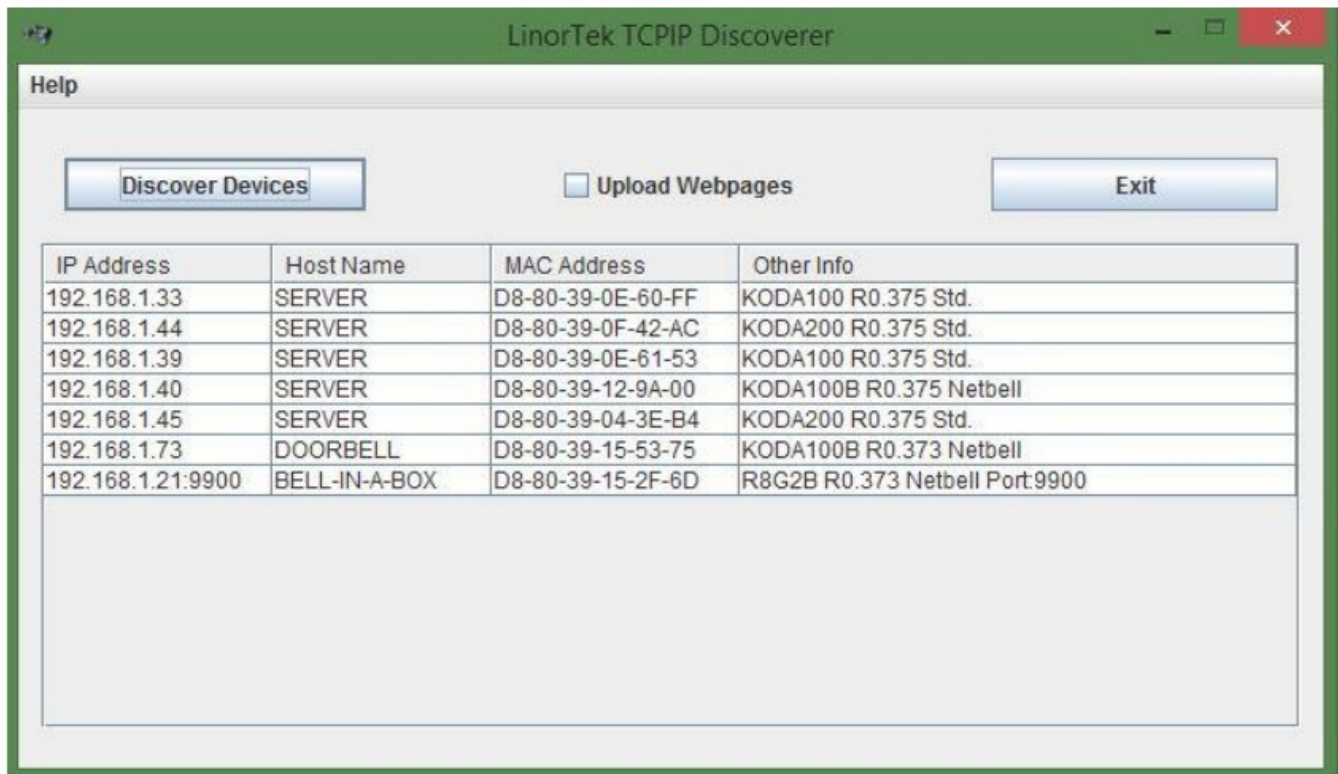 LinorTek TCPIP Discoverer
Help
Discover Devices Upload Webpages Exit
IP Address Host Name MAC Address Other Info
192.168.1.33 SERVER D8-80-39-0E-60-FF KODA100 R0.375 Std.
192.168.1.44 SERVER D8-80-39-0F-42-AC KODA200 R0.375 Std.
192.168.1.39 SERVER D8-80-39-0E-61-53 KODA100 R0.375 Std.
192.168.1.40 SERVER D8-80-39-12-9A-00 KODA100B R0.375 Netbell
192.168.1.45 SERVER D8-80-39-04-3E-B4 KODA200 R0.375 Std.
192.168.1.73 DOORBELL D8-80-39-15-53-75 KODA100B R0.373 Netbell
192.168.1.21:9900 BELL-IN-A-BOX D8-80-39-15-2F-6D R8G2B R0.373 Netbell Port:9900